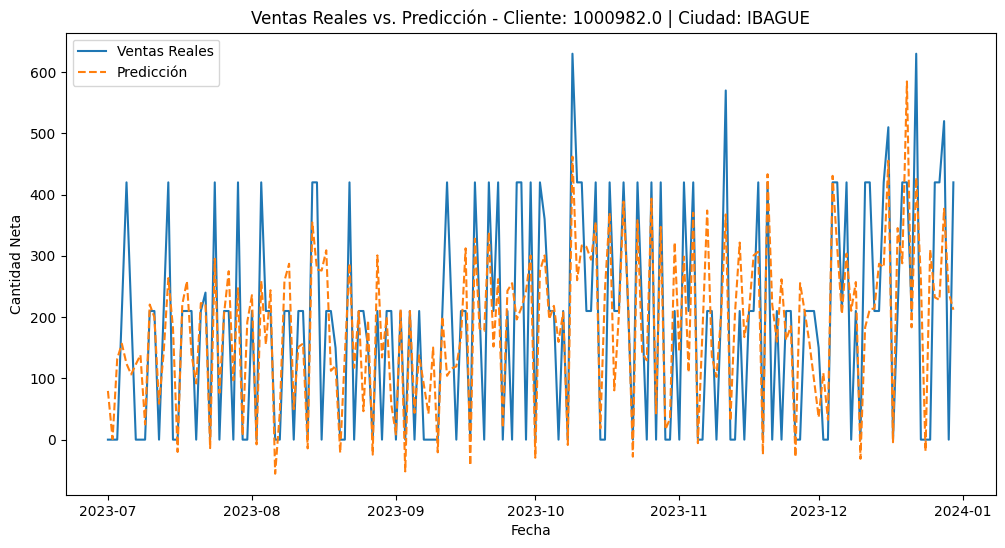 Ventas Reales vs. Predicción - Cliente: 1000982.0 | Ciudad: IBAGUE
Ventas Reales
Predicción
600
500
400
300
200
100
0
Cantidad Neta
2023-07
2023-08
2023-09
2023-10
2023-11
2023-12
2024-01
Fecha